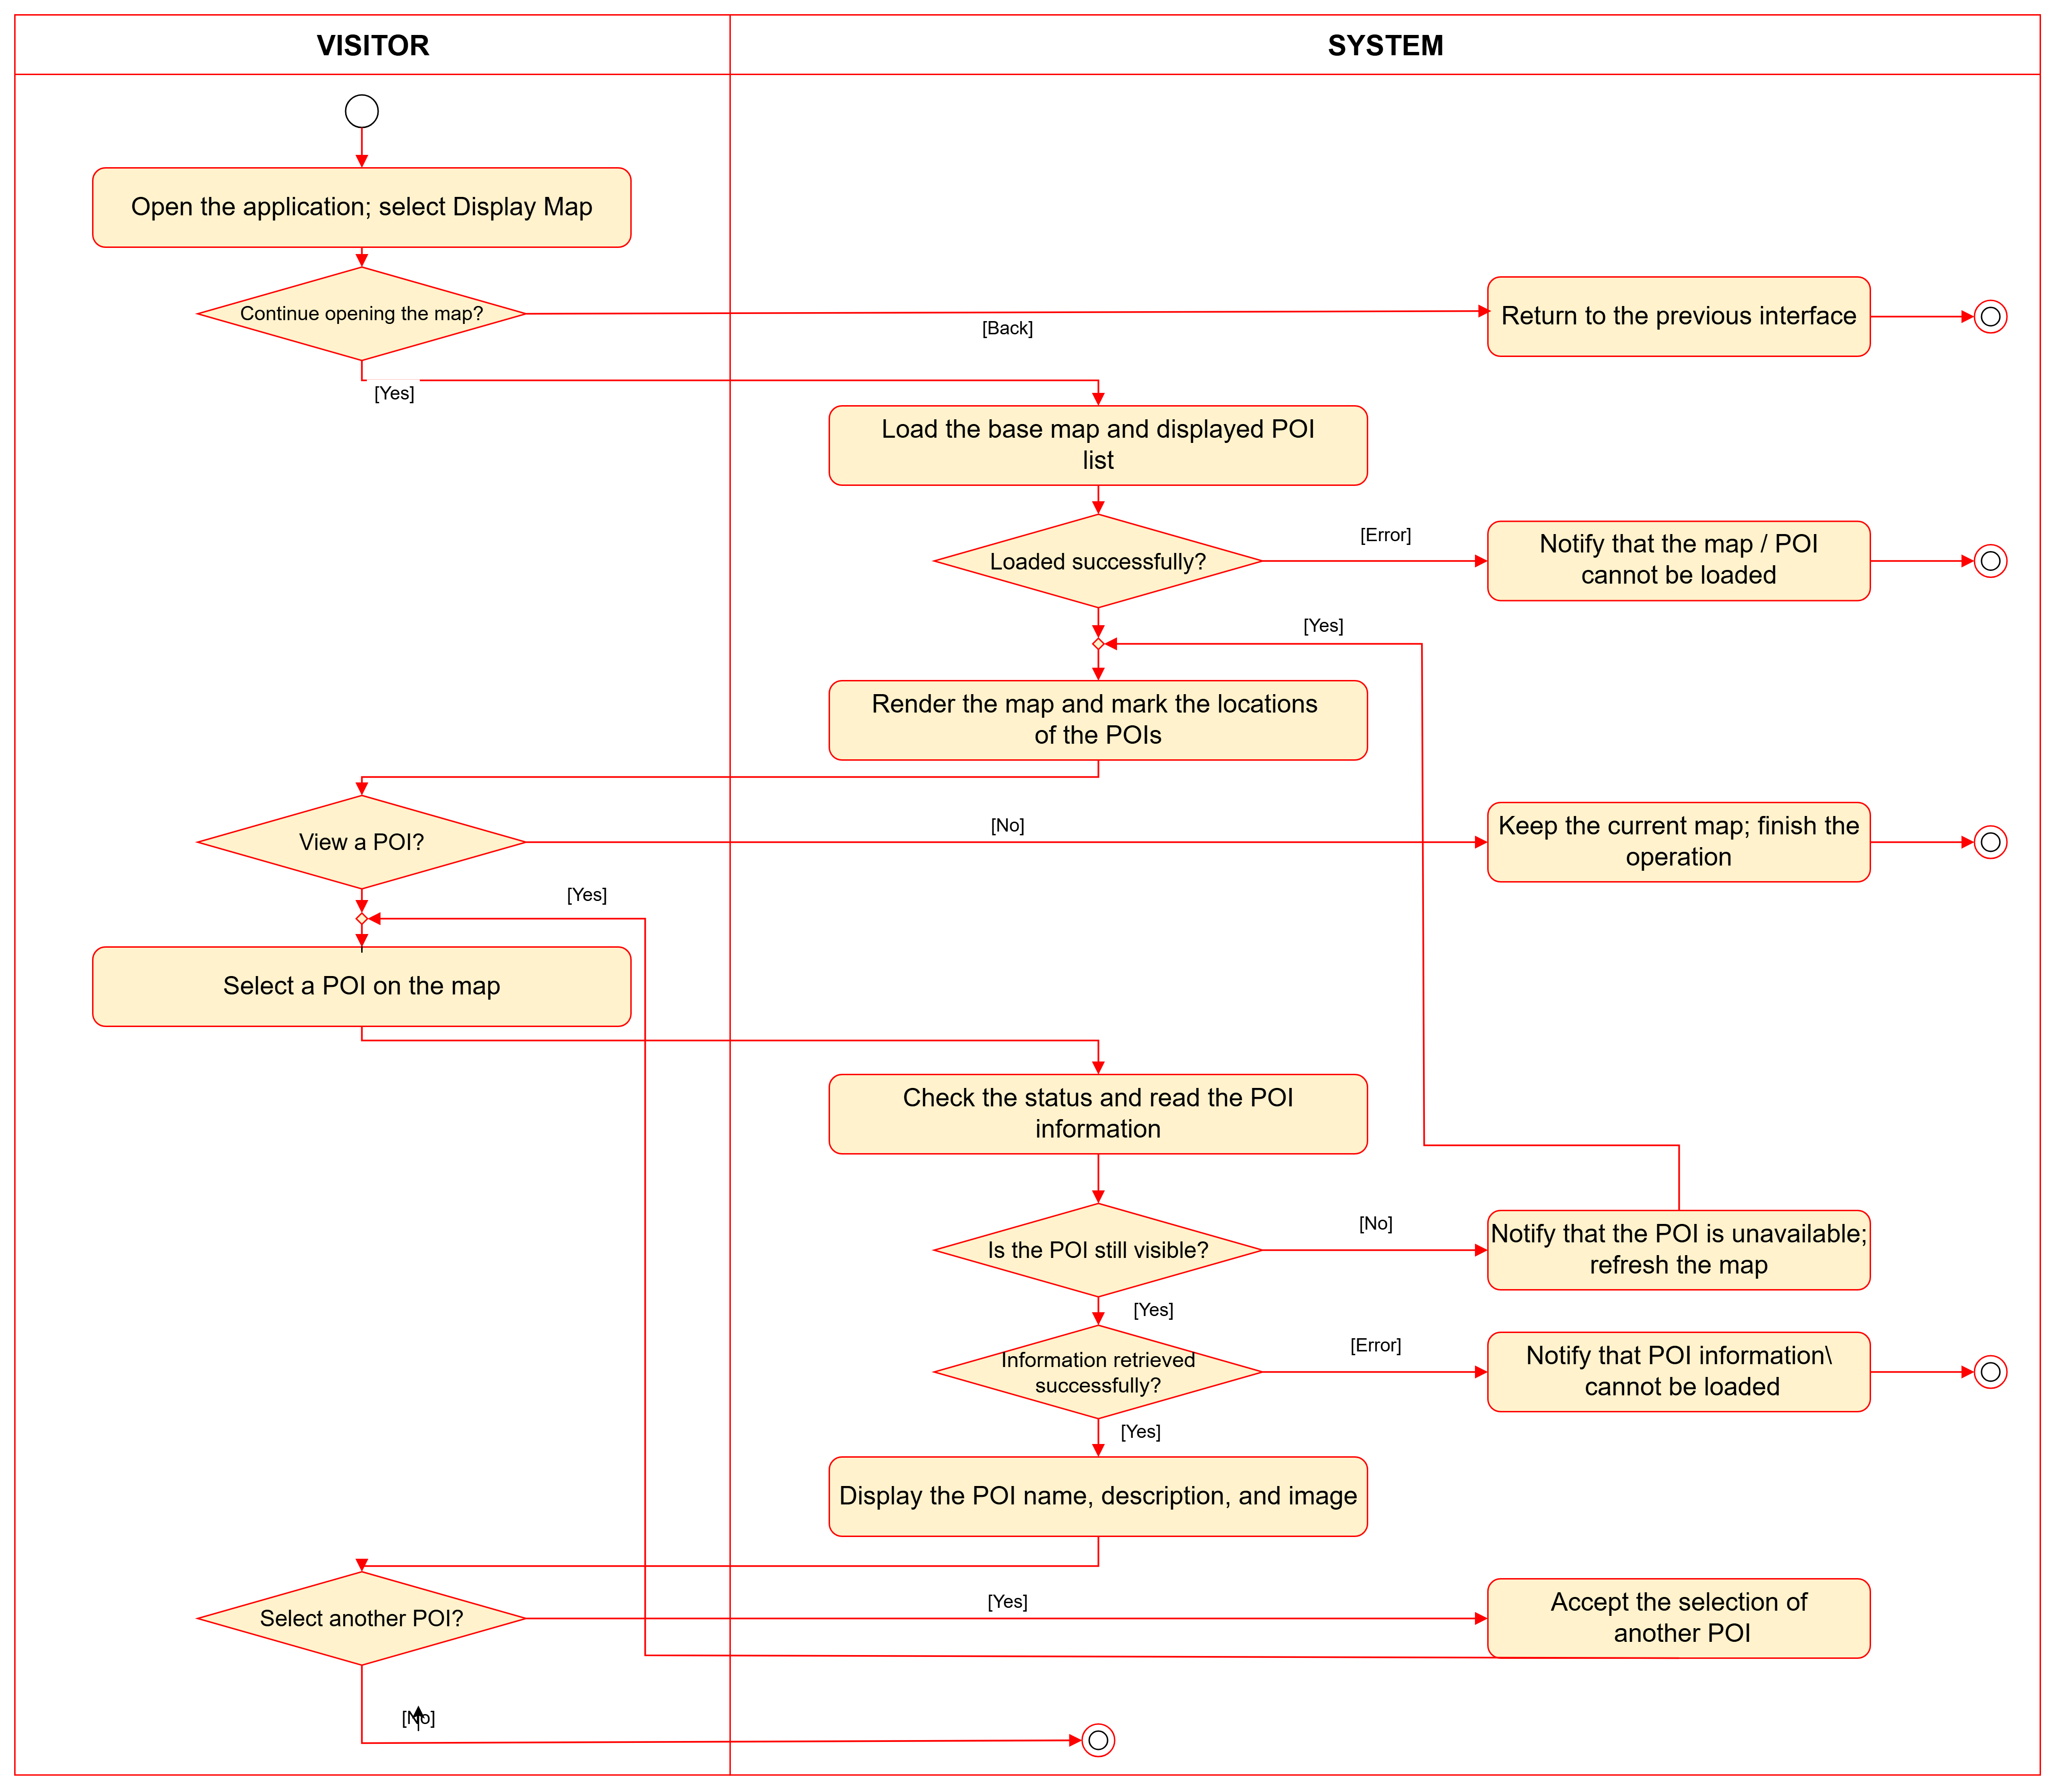 VISITOR
SYSTEM
Open the application; select Display Map
Continue opening the map?
[Back]
Return to the previous interface
[Yes]
Load the base map and displayed POI
list
Loaded successfully?
[Error]
Notify that the map / POI
cannot be loaded
[Yes]
Render the map and mark the locations
of the POIs
View a POI?
[No]
Keep the current map; finish the
operation
[Yes]
Select a POI on the map
Check the status and read the POI
information
Is the POI still visible?
[No]
Notify that the POI is unavailable;
refresh the map
[Yes]
Information retrieved
successfully?
[Error]
Notify that POI information\
cannot be loaded
[Yes]
Display the POI name, description, and image
Select another POI?
[Yes]
Accept the selection of
another POI
[No]